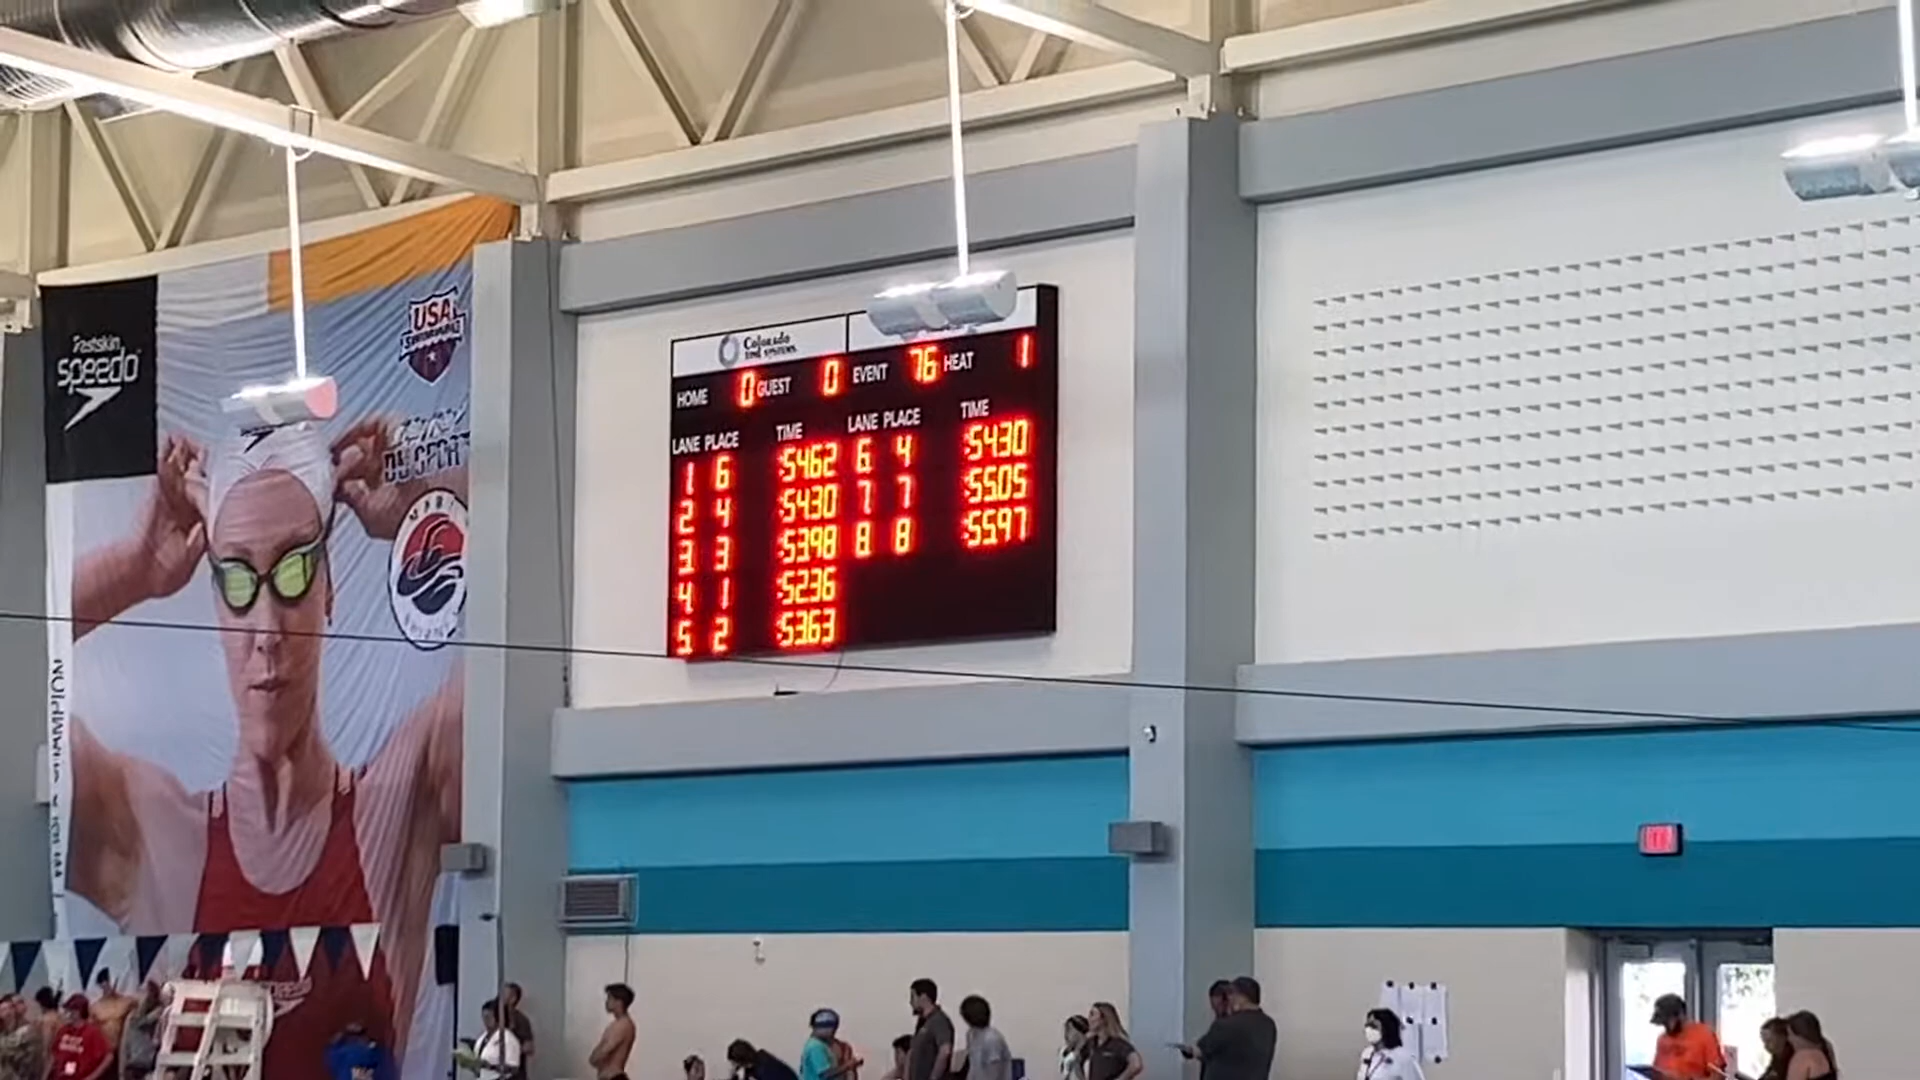 Fastskin
speedo
USA
SWIMMING
Colorado
TIME SYSTEMS
HOME 0 GUEST 0 EVENT 76 HEAT 1
LANE PLACE TIME LANE PLACE TIME
1 6 :54.62 6 4 :54.30
2 4 :54.30 7 7 :55.05
3 3 :53.98 8 8 :55.97
4 1 :52.36
5 2 :53.63
speedo